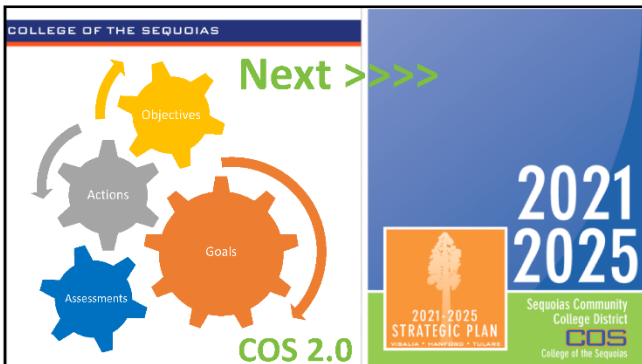 COLLEGE OF THE SEQUOIAS
Next >>>>
Objectives
Actions
Goals
Assessments
COS 2.0
2021
2025
2021-2025
STRATEGIC PLAN
VISALIA • HANFORD • TULARE
Sequoias Community
College District
COS
College of the Sequoias